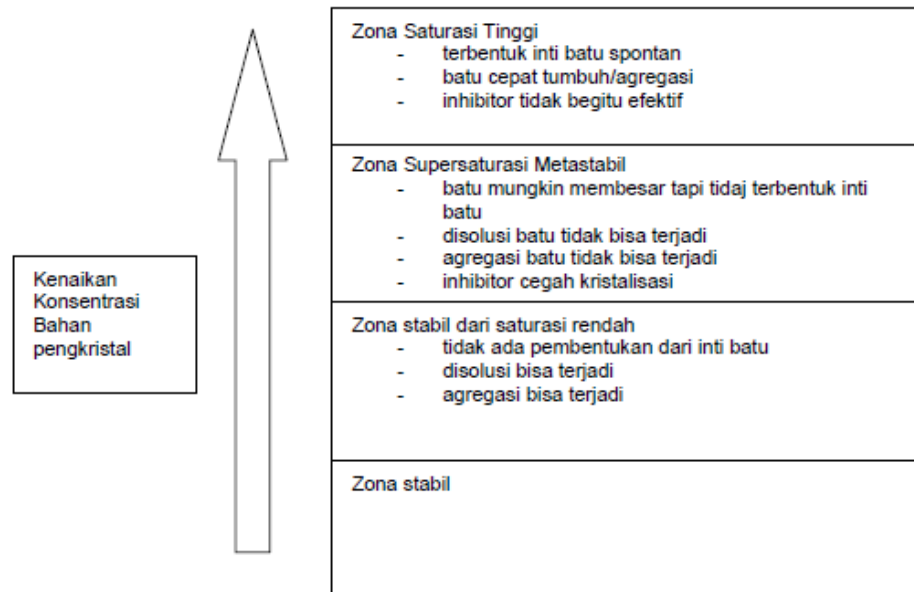 Zona Saturasi Tinggi
- terbentuk inti batu spontan
- batu cepat tumbuh/agregasi
- inhibitor tidak begitu efektif
Zona Supersaturasi Metastabil
- batu mungkin membesar tapi tidaj terbentuk inti
batu
- disolusi batu tidak bisa terjadi
- agregasi batu tidak bisa terjadi
- inhibitor cegah kristalisasi
Kenaikan
Konsentrasi
Bahan
pengkristal
Zona stabil dari saturasi rendah
- tidak ada pembentukan dari inti batu
- disolusi bisa terjadi
- agregasi bisa terjadi
Zona stabil